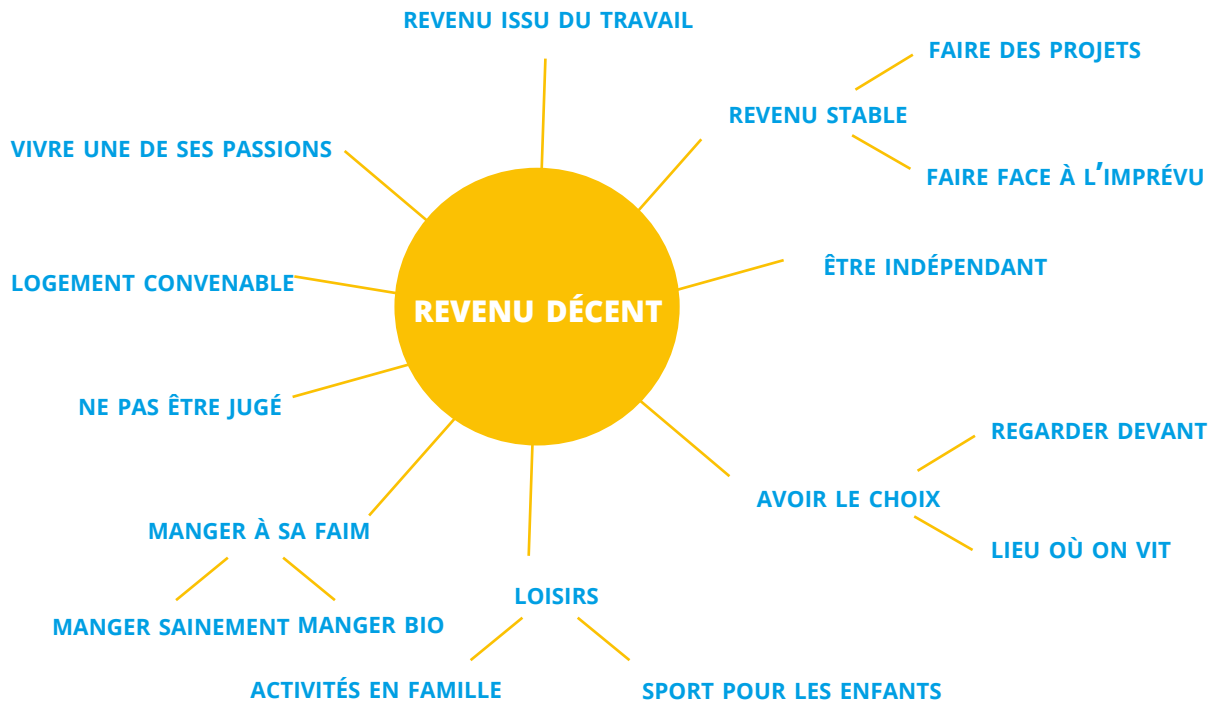 REVENU ISSU DU TRAVAIL
FAIRE DES PROJETS
REVENU STABLE
VIVRE UNE DE SES PASSIONS
FAIRE FACE À L'IMPRÉVU
ÊTRE INDÉPENDANT
LOGEMENT CONVENABLE
REVENU DÉCENT
NE PAS ÊTRE JUGÉ
REGARDER DEVANT
AVOIR LE CHOIX
MANGER À SA FAIM
LIEU OÙ ON VIT
LOISIRS
MANGER SAINEMENT
MANGER BIO
ACTIVITÉS EN FAMILLE
SPORT POUR LES ENFANTS